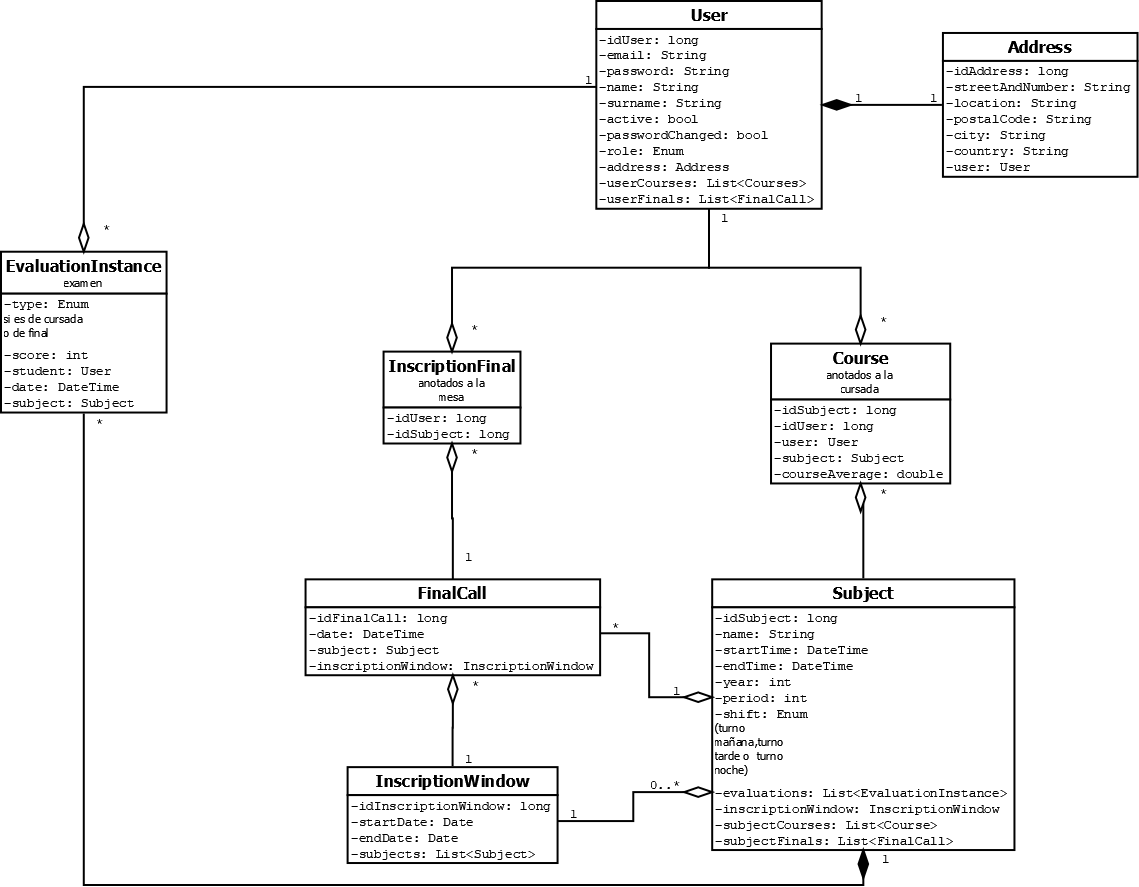 User
-idUser: long
-email: String
-password: String
-name: String
-surname: String
-active: bool
-passwordChanged: bool
-role: Enum
-address: Address
-userCourses: List<Courses>
-userFinals: List<FinalCall>
Address
-idAddress: long
-streetAndNumber: String
-location: String
-postalCode: String
-city: String
-country: String
-user: User
1
1
1
1
*
*
*
EvaluationInstance
examen
-type: Enum
si es de cursada
o de final
-score: int
-student: User
-date: DateTime
-subject: Subject
*
InscriptionFinal
anotados a la
mesa
-idUser: long
-idSubject: long
*
1
Course
anotados a la
cursada
-idSubject: long
-idUser: long
-user: User
-subject: Subject
-courseAverage: double
*
FinalCall
-idFinalCall: long
-date: DateTime
-subject: Subject
-inscriptionWindow: InscriptionWindow
*
1
*
1
Subject
-idSubject: long
-name: String
-startTime: DateTime
-endTime: DateTime
-year: int
-period: int
-shift: Enum
(turno
mañana,turno
tarde o turno
noche)
-evaluations: List<EvaluationInstance>
-inscriptionWindow: InscriptionWindow
-subjectCourses: List<Course>
-subjectFinals: List<FinalCall>
InscriptionWindow
-idInscriptionWindow: long
-startDate: Date
-endDate: Date
-subjects: List<Subject>
0..*
1
1